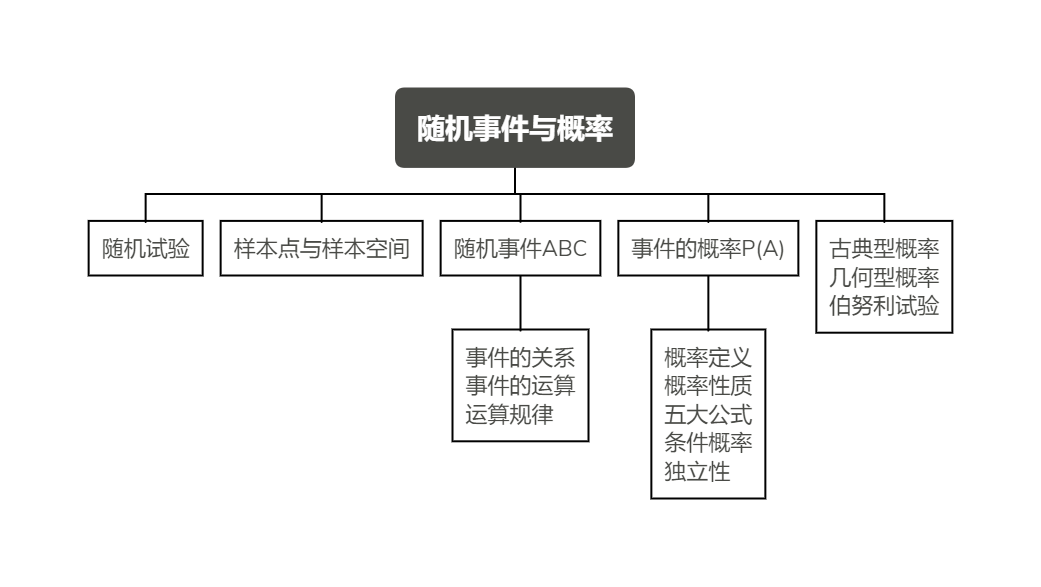 随机事件与概率
随机试验
样本点与样本空间
随机事件ABC
事件的概率P(A)
古典型概率
几何型概率
伯努利试验
事件的关系
事件的运算
运算规律
概率定义
概率性质
五大公式
条件概率
独立性